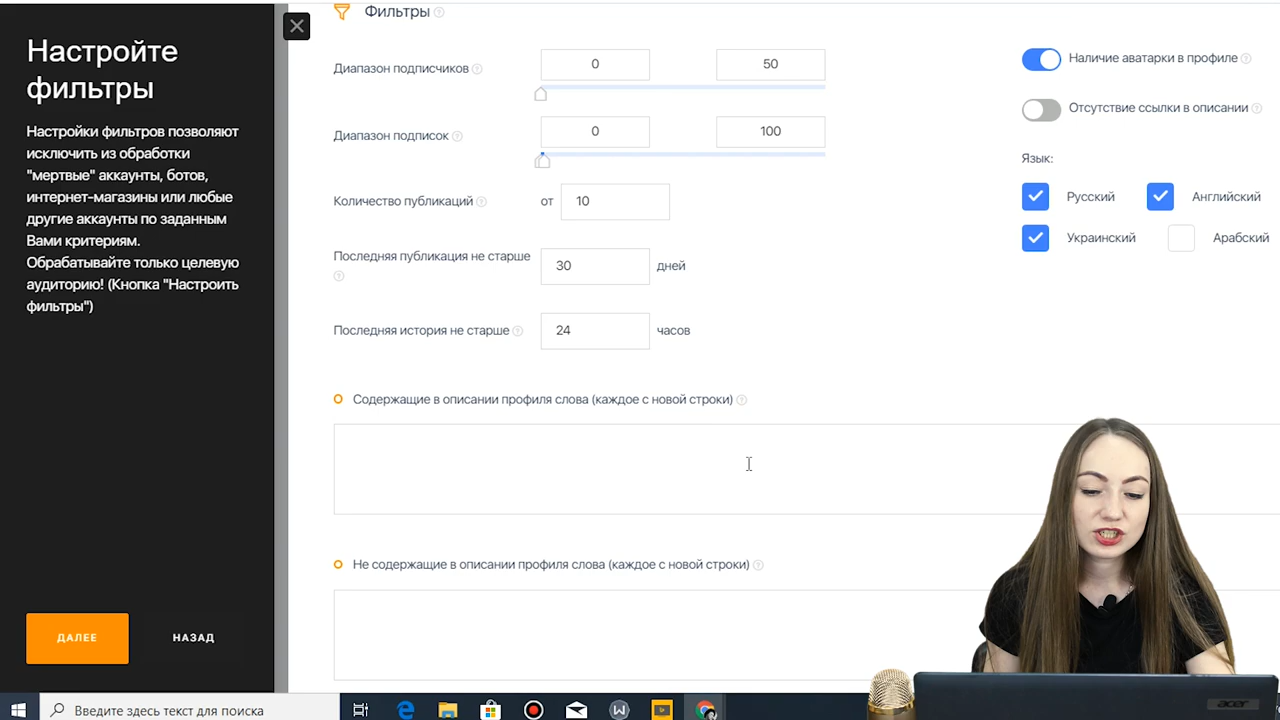 Настройте
фильтры
Настройки фильтров позволяют
исключить из обработки
"мертвые" аккаунты, ботов,
интернет-магазины или любые
другие аккаунты по заданным
Вами критериям.
Обрабатывайте только целевую
аудиторию! (Кнопка "Настроить
фильтры")
ДАЛЕЕ НАЗАД
Фильтры
Диапазон подписчиков 0 50
Диапазон подписок 0 100
Количество публикаций от 10
Последняя публикация не старше 30 дней
Последняя история не старше 24 часов
Наличие аватарки в профиле
Отсутствие ссылки в описании
Язык:
Русский Английский
Украинский Арабский
Содержащие в описании профиля слова (каждое с новой строки)
Не содержащие в описании профиля слова (каждое с новой строки)
Введите здесь текст для поиска
acer